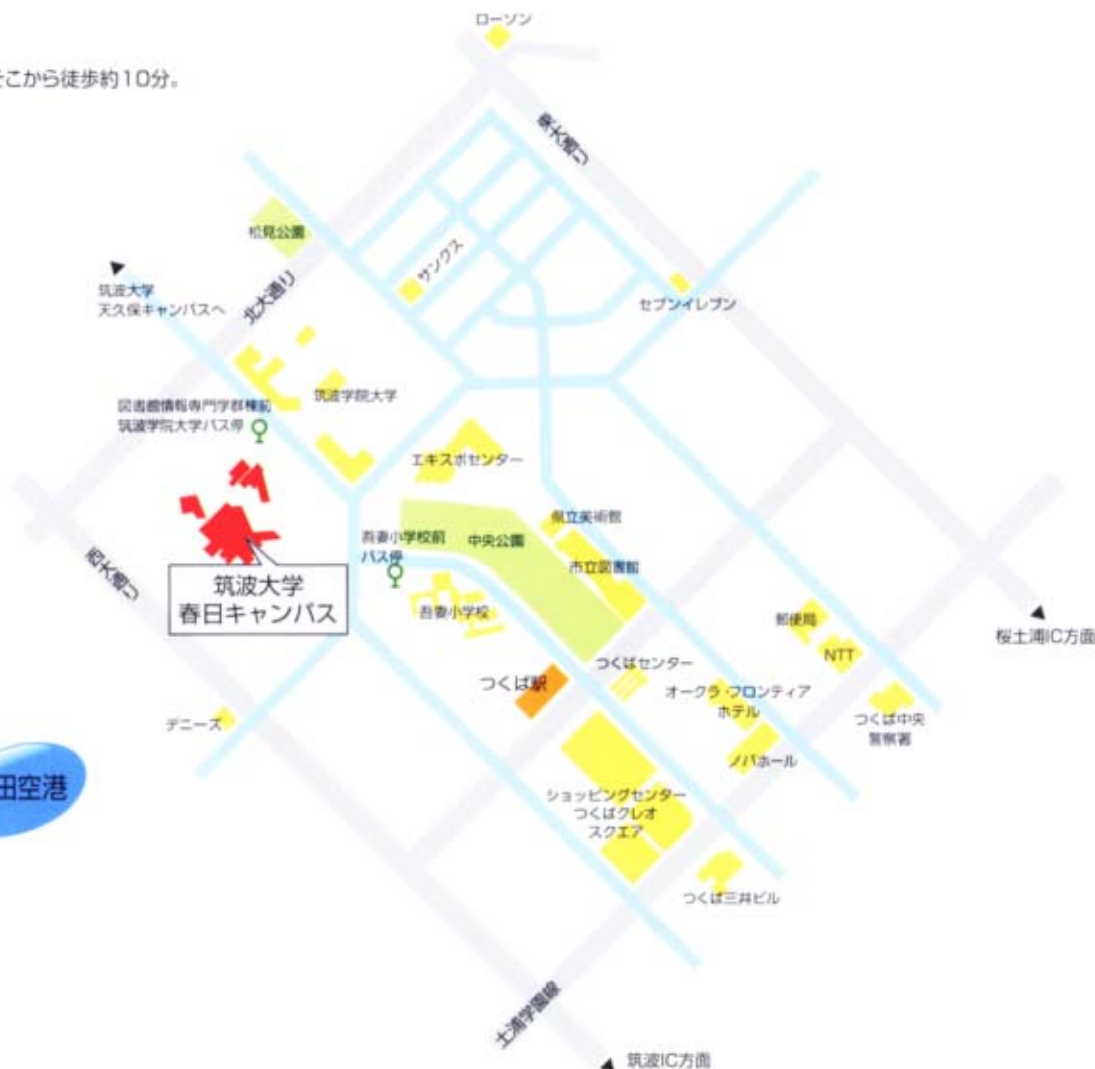 ローソン
そこから徒歩約10分。
東大通り
松見公園
サンクス
筑波大学
天久保キャンパスへ
北大通り
セブンイレブン
筑波学院大学
図書館情報専門学群棟前
筑波学院大学バス停
エキスポセンター
県立美術館
吾妻小学校前
バス停
中央公園
市立図書館
西大通り
筑波大学
春日キャンパス
吾妻小学校
郵便局
NTT
桜土浦IC方面
つくばセンター
つくば駅
オークラ・フロンティア
ホテル
つくば中央
警察署
デニーズ
ノバホール
田空港
ショッピングセンター
つくばクレオ
スクエア
つくば三井ビル
土浦学園線
筑波IC方面